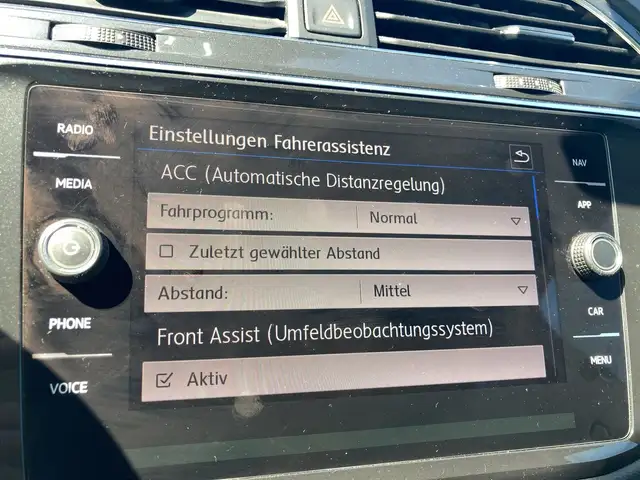 RADIO
MEDIA
PHONE
VOICE
Einstellungen Fahrerassistenz
ACC (Automatische Distanzregelung)
Fahrprogramm: Normal
Zuletzt gewählter Abstand
Abstand: Mittel
Front Assist (Umfeldbeobachtungssystem)
Aktiv
NAV
APP
CAR
MENU